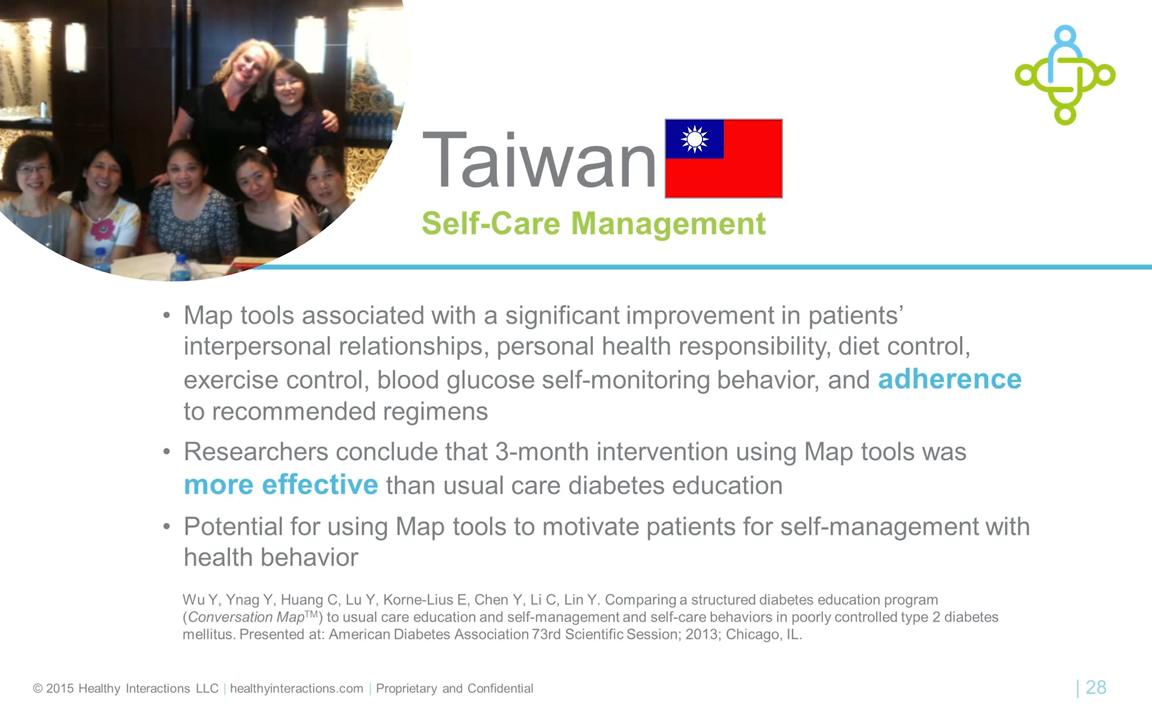 Taiwan
Self-Care Management
• Map tools associated with a significant improvement in patients’
interpersonal relationships, personal health responsibility, diet control,
exercise control, blood glucose self-monitoring behavior, and adherence
to recommended regimens
• Researchers conclude that 3-month intervention using Map tools was
more effective than usual care diabetes education
• Potential for using Map tools to motivate patients for self-management with
health behavior
Wu Y, Ynag Y, Huang C, Lu Y, Korne-Lius E, Chen Y, Li C, Lin Y. Comparing a structured diabetes education program
(Conversation Map™) to usual care education and self-management and self-care behaviors in poorly controlled type 2 diabetes
mellitus. Presented at: American Diabetes Association 73rd Scientific Session; 2013; Chicago, IL.
© 2015 Healthy Interactions LLC | healthyinteractions.com | Proprietary and Confidential
| 28